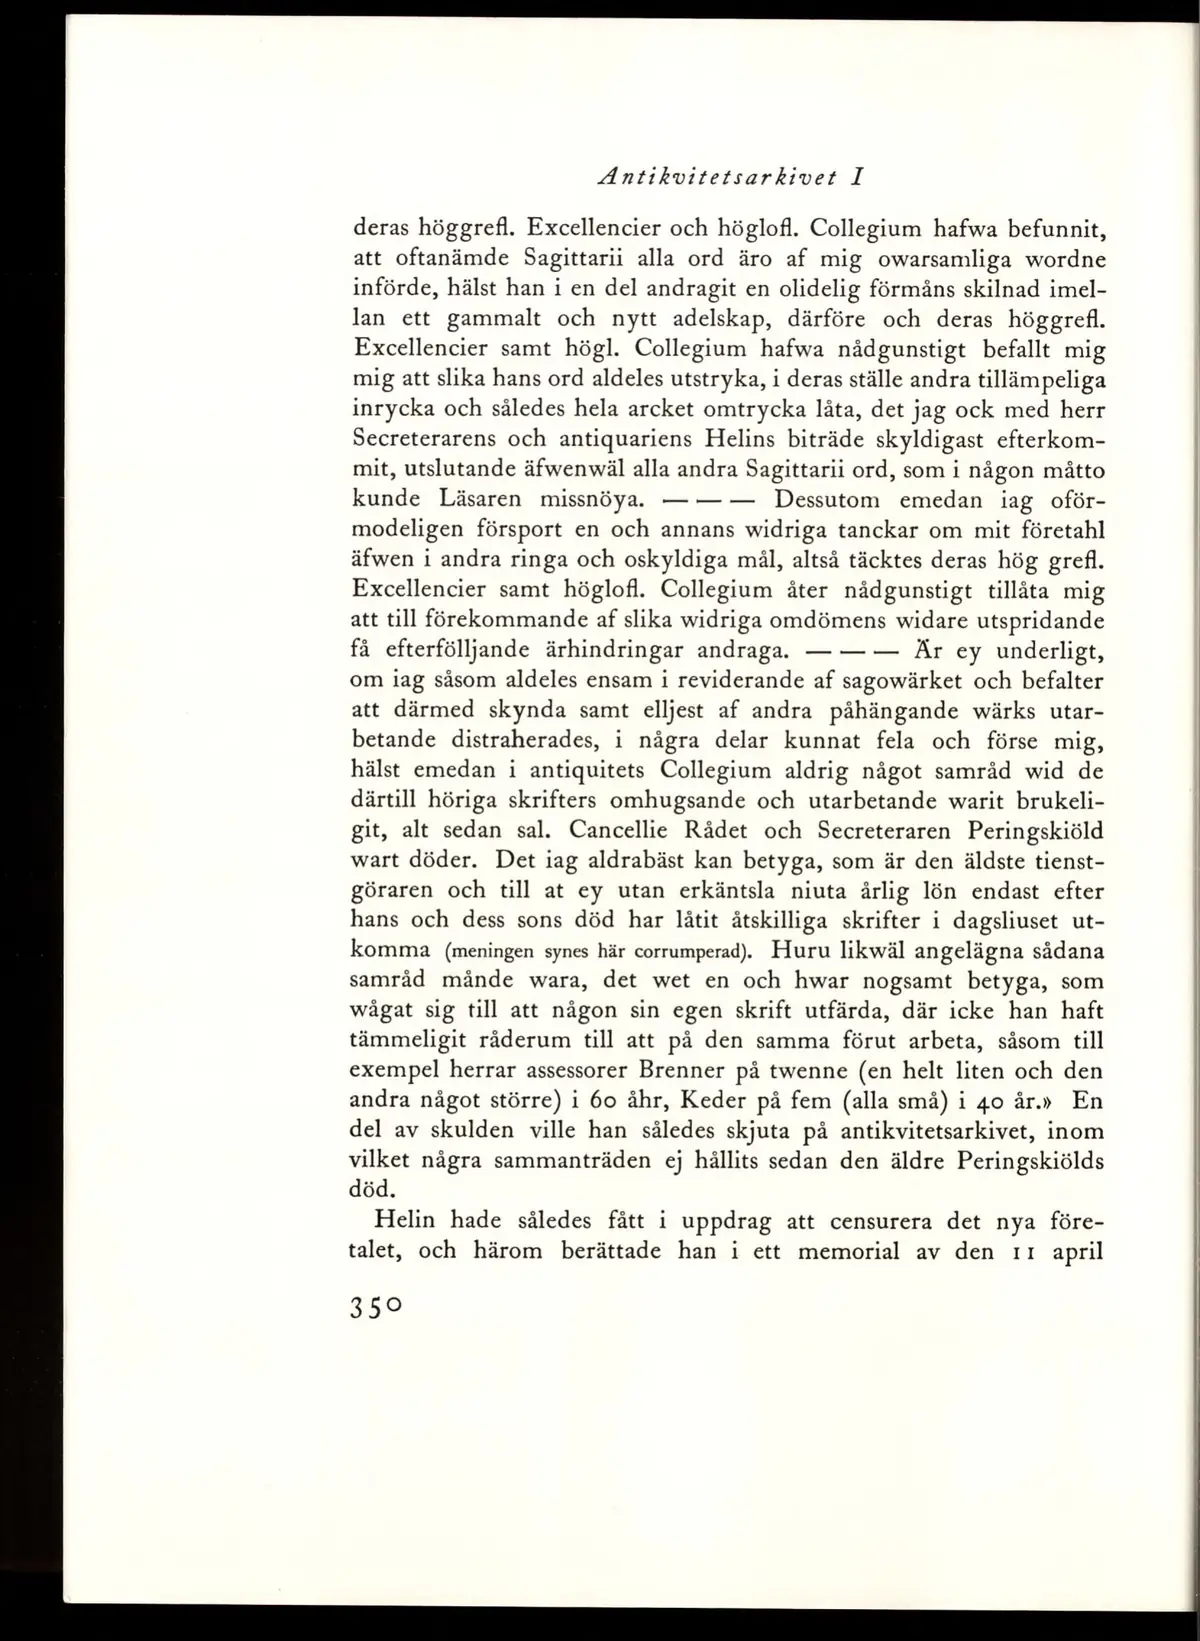 Antikvitetsarkivet I
deras höggrefl. Excellencier och höglofl. Collegium hafwa befunnit,
att oftanämde Sagittarii alla ord äro af mig owarsamliga wordne
införde, hälst han i en del andragit en olidelig förmåns skilnad imel-
lan ett gammalt och nytt adelskap, därföre och deras höggrefl.
Excellencier samt högl. Collegium hafwa nådgunstigt befallt mig
mig att slika hans ord aldeles utstryka, i deras ställe andra tillämpeliga
inrycka och således hela arcket omtrycka låta, det jag ock med herr
Secreterarens och antiquariens Helins biträde skyldigast efterkom-
mit, utslutande äfwenwäl alla andra Sagittarii ord, som i någon måtto
kunde Läsaren missnöya. — — — Dessutom emedan iag oför-
modeligen försport en och annans widriga tanckar om mit företahl
äfwen i andra ringa och oskyldiga mål, altså täcktes deras hög grefl.
Excellencier samt höglofl. Collegium åter nådgunstigt tillåta mig
att till förekommande af slika widriga omdömens widare utspridande
få efterfölljande ärhindringar andraga. — — — Är ey underligt,
om iag såsom aldeles ensam i reviderande af sagowärket och befalter
att därmed skynda samt elljest af andra påhängande wärks utar-
betande distraherades, i några delar kunnat fela och förse mig,
hälst emedan i antiquitets Collegium aldrig något samråd wid de
därtill höriga skrifters omhugsande och utarbetande warit brukeli-
git, alt sedan sal. Cancellie Rådet och Secreteraren Peringskiöld
wart döder. Det iag aldrabäst kan betyga, som är den äldste tienst-
göraren och till at ey utan erkäntsla niuta årlig lön endast efter
hans och dess sons död har låtit åtskilliga skrifter i dagsliuset ut-
komma (meningen synes här corrumperad). Huru likwäl angelägna sådana
samråd månde wara, det wet en och hwar nogsamt betyga, som
wågat sig till att någon sin egen skrift utfärda, där icke han haft
tämmeligit råderum till att på den samma förut arbeta, såsom till
exempel herrar assessorer Brenner på twenne (en helt liten och den
andra något större) i 60 åhr, Keder på fem (alla små) i 40 år.» En
del av skulden ville han således skjuta på antikvitetsarkivet, inom
vilket några sammanträden ej hållits sedan den äldre Peringskiölds
död.
Helin hade således fått i uppdrag att censurera det nya före-
talet, och härom berättade han i ett memorial av den 11 april
350